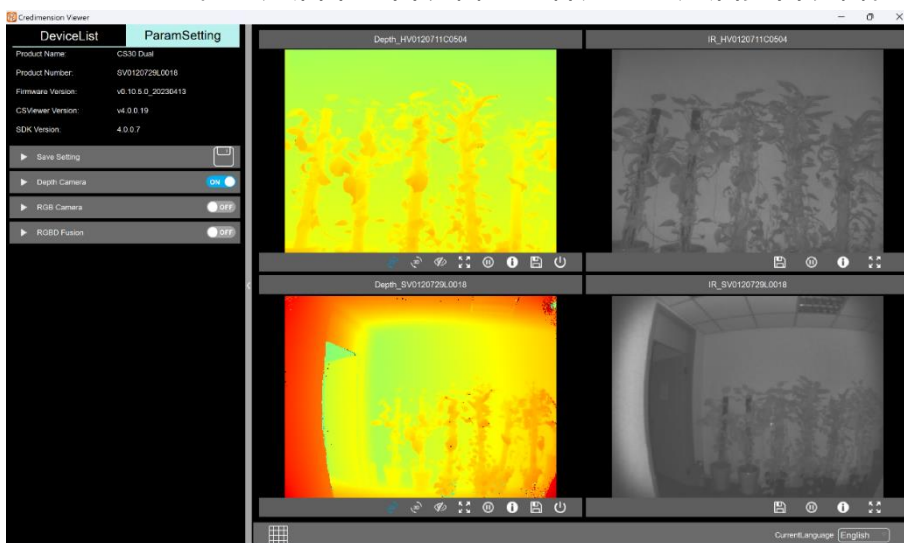 Credimension Viewer
DeviceList
ParamSetting
Product Name: CS30 Dual
Product Number: SV0120729L0018
Firmware Version: v0.10.5.0_20230413
CSViewer Version: v4.0.0.19
SDK Version: 4.0.0.7
Save Setting
Depth Camera ON
RGB Camera OFF
RGBD Fusion OFF
Depth_HV0120711C0504
IR_HV0120711C0504
Depth_SV0120729L0018
IR_SV0120729L0018
CurrentLanguage English